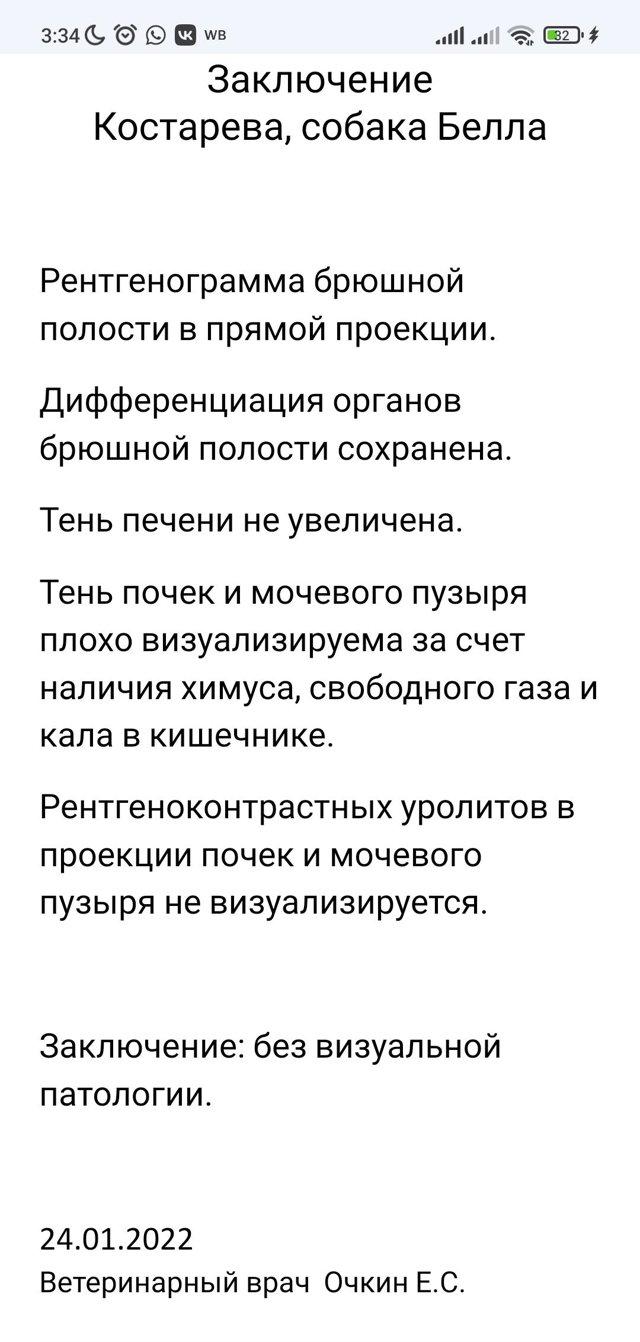 3:34 WB 82
Заключение
Костарева, собака Белла
Рентгенограмма брюшной
полости в прямой проекции.
Дифференциация органов
брюшной полости сохранена.
Тень печени не увеличена.
Тень почек и мочевого пузыря
плохо визуализируема за счет
наличия химуса, свободного газа и
кала в кишечнике.
Рентгеноконтрастных уролитов в
проекции почек и мочевого
пузыря не визуализируется.
Заключение: без визуальной
патологии.
24.01.2022
Ветеринарный врач  Очкин Е.С.